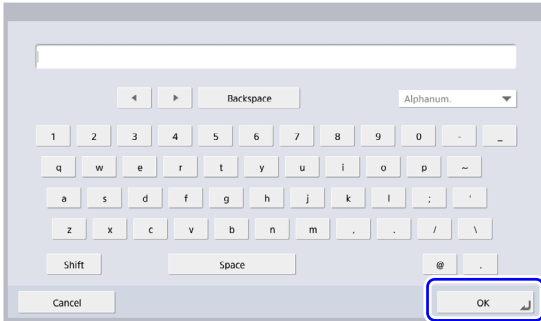 Backspace Alphanum.
1 2 3 4 5 6 7 8 9 0 - _
q w e r t y u i o p ~
a s d f g h j k l ; '
z x c v b n m , . / \
Shift Space @ .
Cancel OK